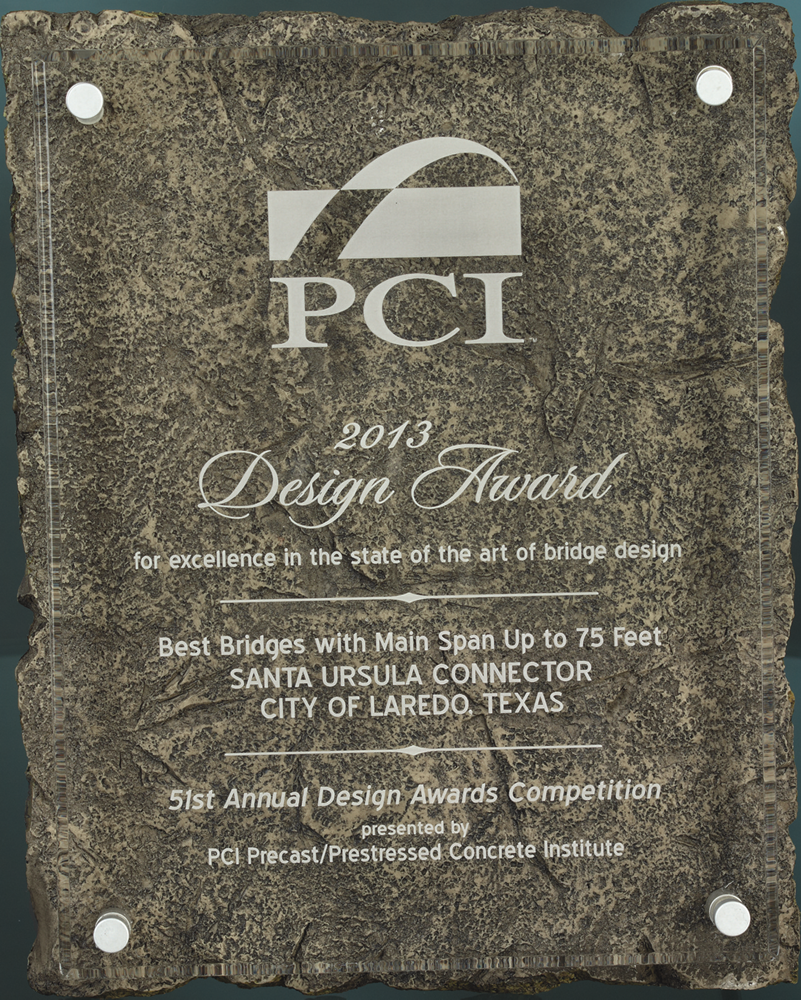 PCI
2013
Design Award
for excellence in the state of the art of bridge design
Best Bridges with Main Span Up to 75 Feet
SANTA URSULA CONNECTOR
CITY OF LAREDO, TEXAS
51st Annual Design Awards Competition
presented by
PCI Precast/Prestressed Concrete Institute